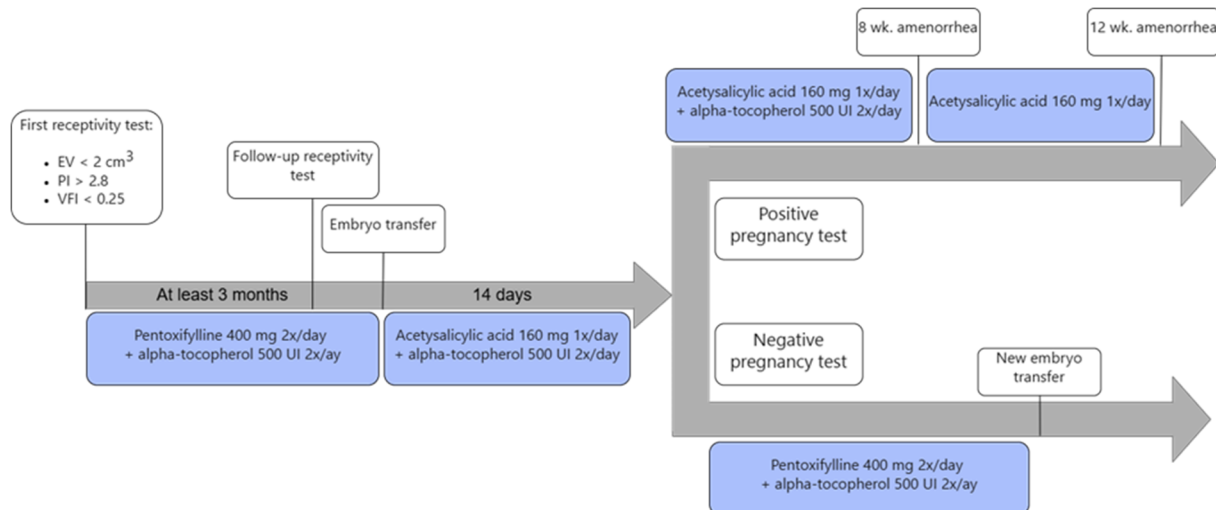 First receptivity test:
• EV < 2 cm³
• PI > 2.8
• VFI < 0.25
Follow-up receptivity
test
Embryo transfer
At least 3 months
14 days
Pentoxifylline 400 mg 2x/day
+ alpha-tocopherol 500 UI 2x/ay
Acetysalicylic acid 160 mg 1x/day
+ alpha-tocopherol 500 UI 2x/day
8 wk. amenorrhea
12 wk. amenorrhea
Acetysalicylic acid 160 mg 1x/day
+ alpha-tocopherol 500 UI 2x/day
Acetysalicylic acid 160 mg 1x/day
Positive
pregnancy test
Negative
pregnancy test
New embryo
transfer
Pentoxifylline 400 mg 2x/day
+ alpha-tocopherol 500 UI 2x/ay